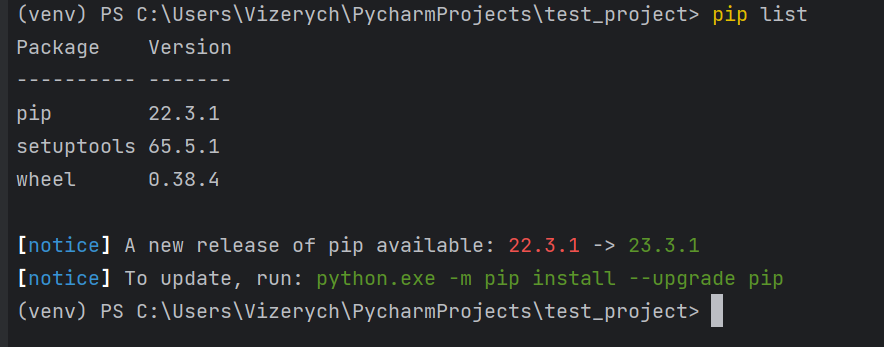 (venv) PS C:\Users\Vizerych\PycharmProjects\test_project> pip list
Package    Version
---------- -------
pip        22.3.1
setuptools 65.5.1
wheel      0.38.4
[notice] A new release of pip available: 22.3.1 -> 23.3.1
[notice] To update, run: python.exe -m pip install --upgrade pip
(venv) PS C:\Users\Vizerych\PycharmProjects\test_project>